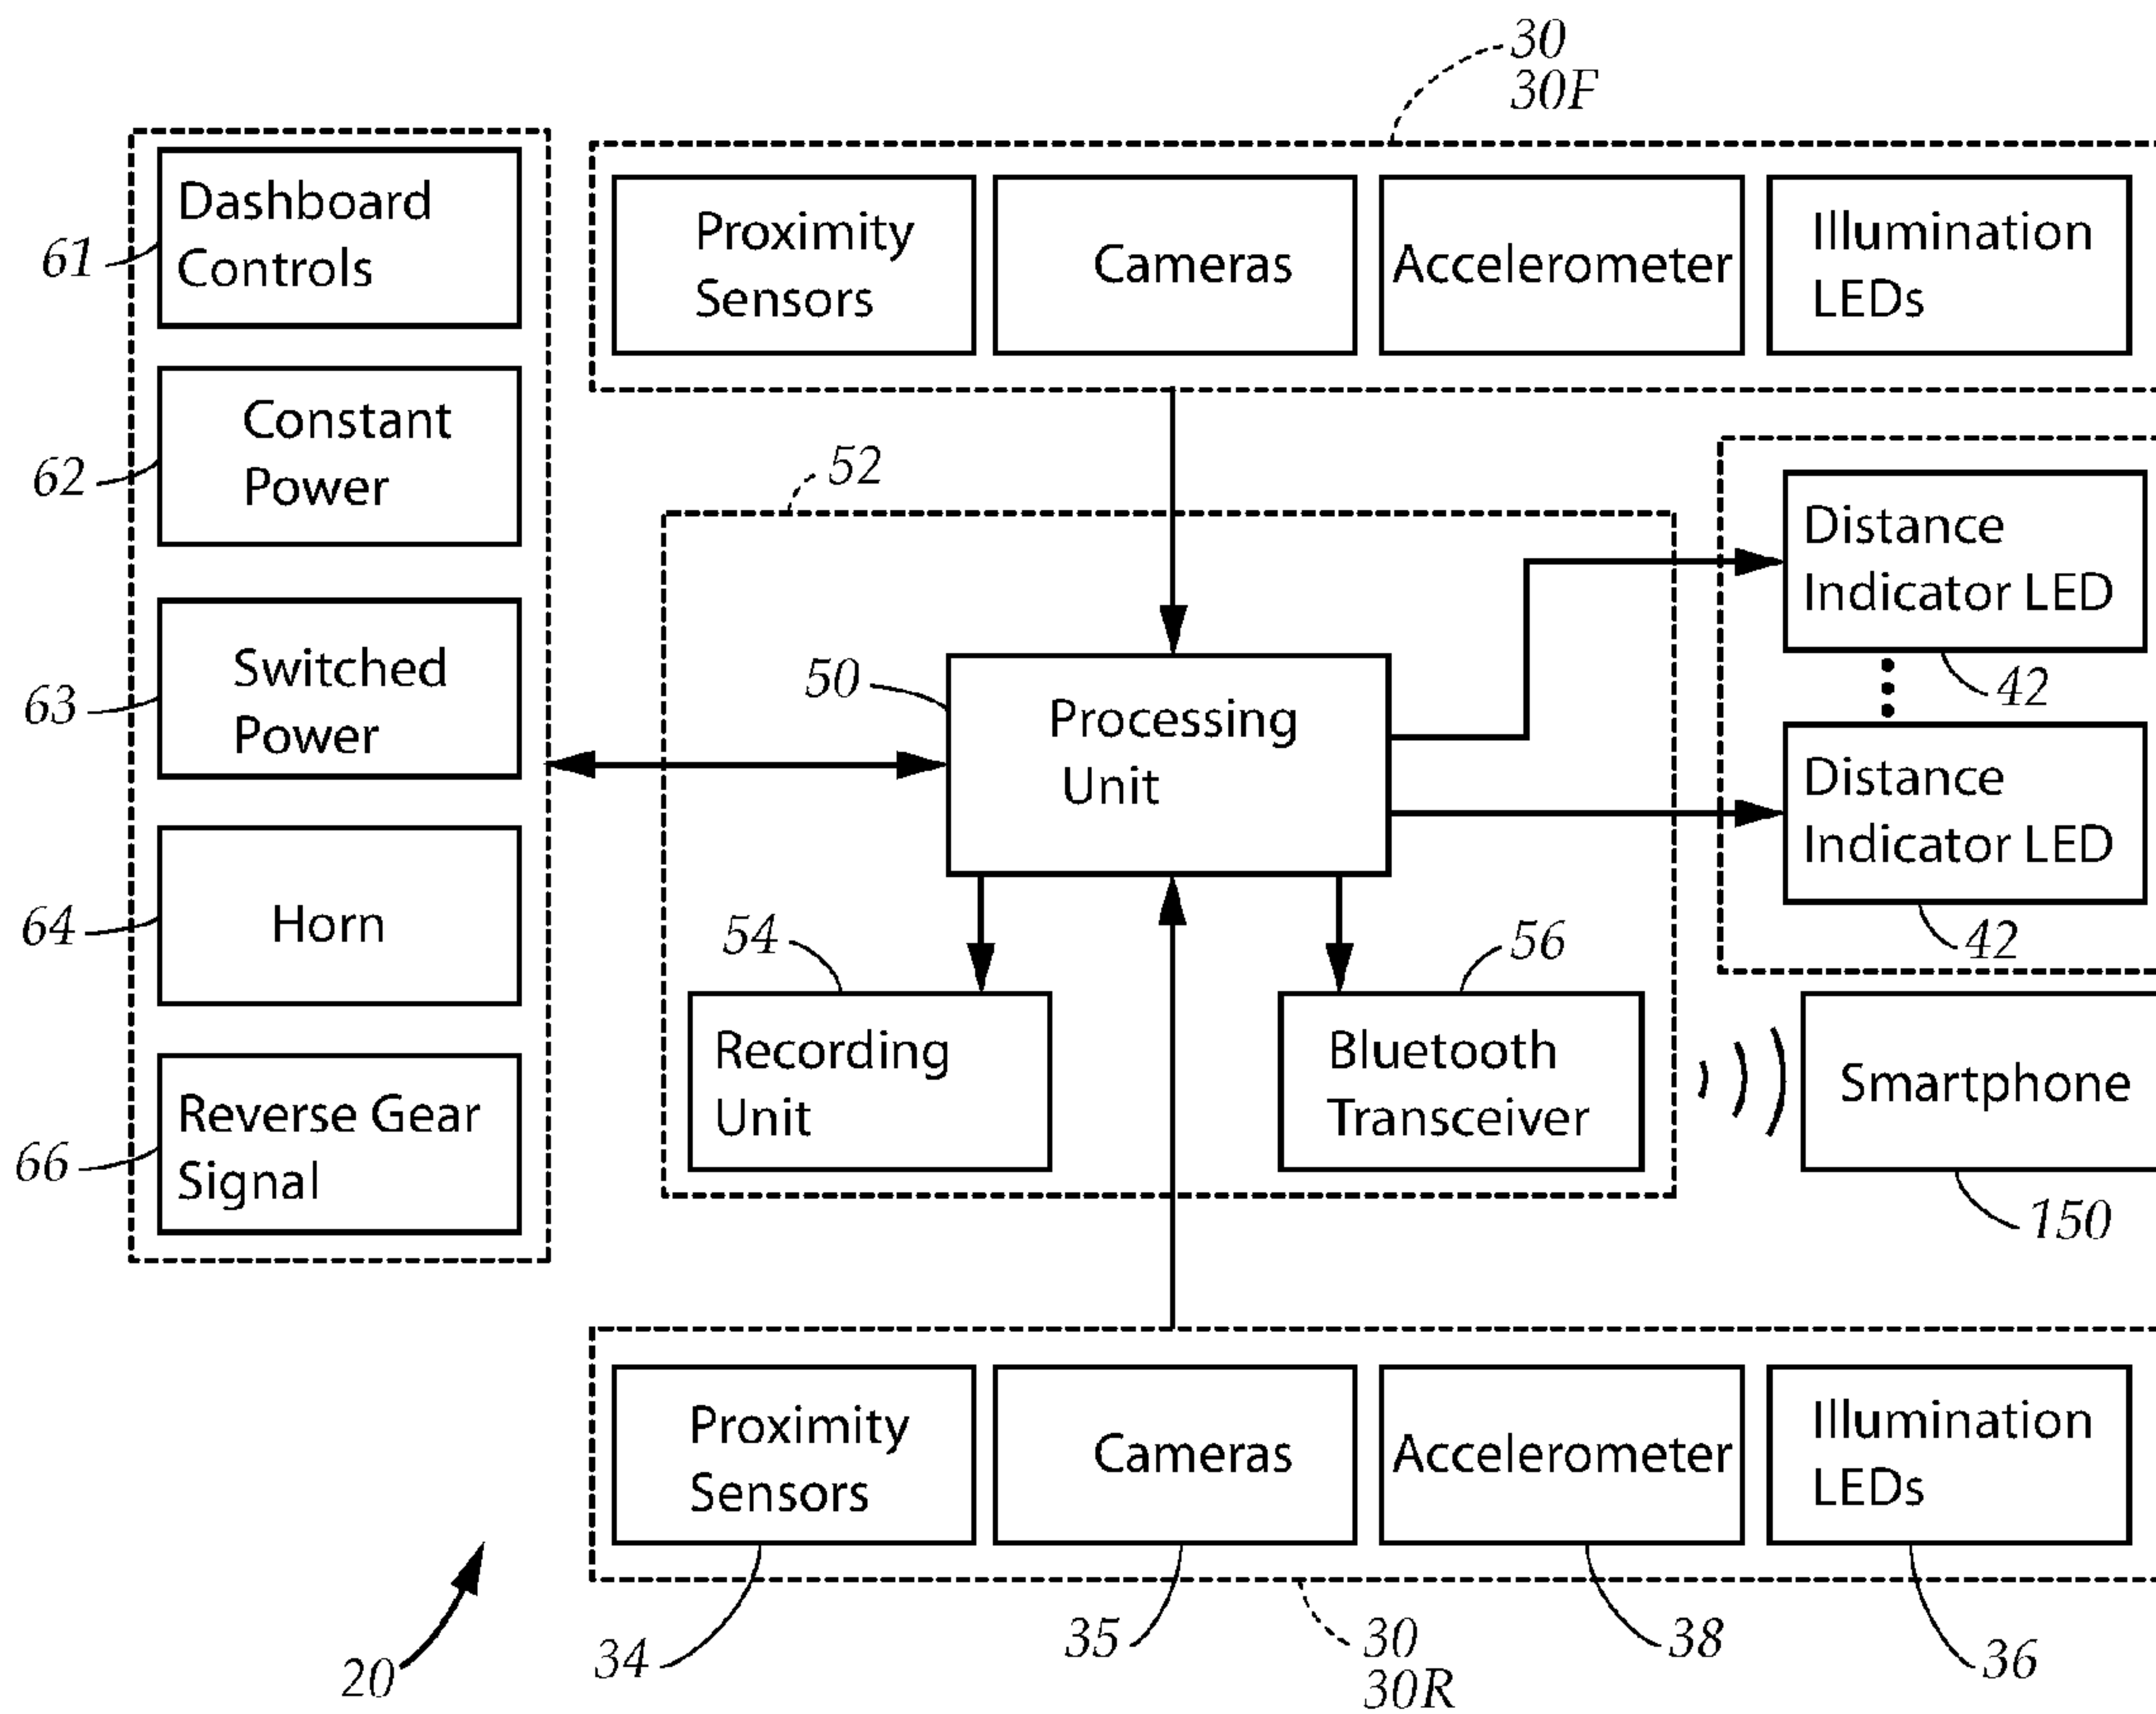 30
30F
Dashboard
Controls
61
Proximity
Sensors
Cameras
Accelerometer
Illumination
LEDs
Constant
Power
62
52
Distance
Indicator LED
42
Switched
Power
63
50
Processing
Unit
Distance
Indicator LED
42
Horn
64
54
56
Recording
Unit
Bluetooth
Transceiver
Smartphone
150
Reverse Gear
Signal
66
Proximity
Sensors
Cameras
Accelerometer
Illumination
LEDs
20
34
35
30
30R
38
36